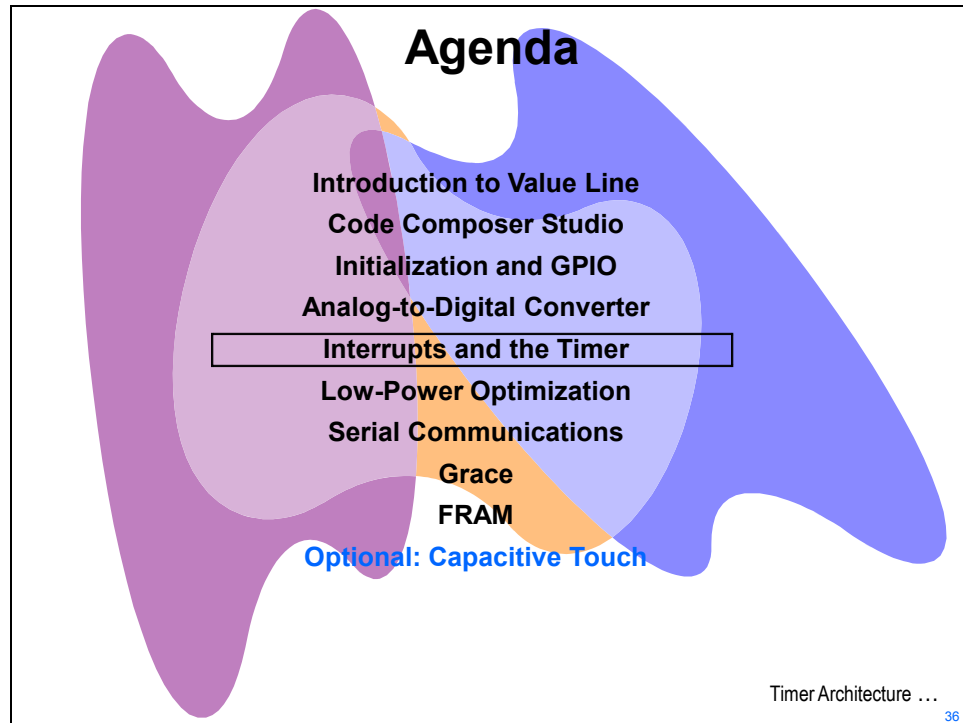 Agenda
Introduction to Value Line
Code Composer Studio
Initialization and GPIO
Analog-to-Digital Converter
Interrupts and the Timer
Low-Power Optimization
Serial Communications
Grace
FRAM
Optional: Capacitive Touch
Timer Architecture …
36